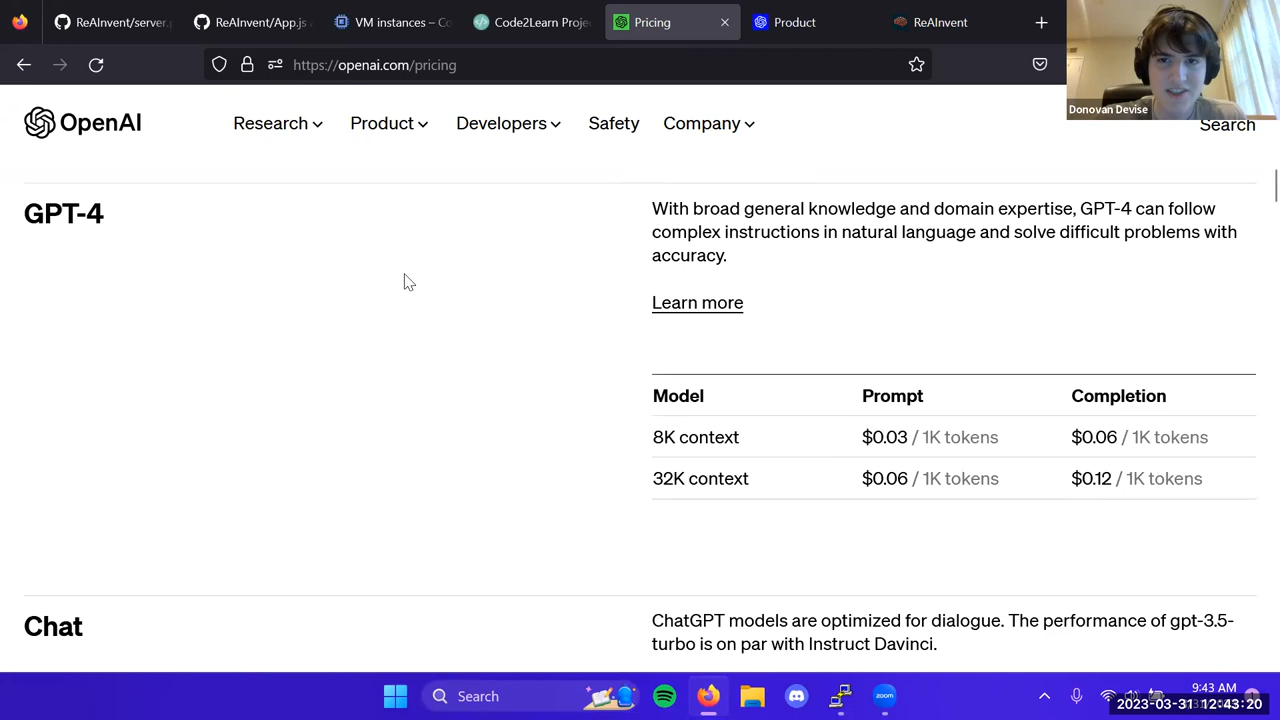 ReAInvent/server.p
ReAInvent/App.js
VM instances – Co
Code2Learn Proje
Pricing
Product
ReAInvent
https://openai.com/pricing
Donovan Devise
OpenAI
Research
Product
Developers
Safety
Company
Search
GPT-4
With broad general knowledge and domain expertise, GPT-4 can follow
complex instructions in natural language and solve difficult problems with
accuracy.
Learn more
Model Prompt Completion
8K context $0.03 / 1K tokens $0.06 / 1K tokens
32K context $0.06 / 1K tokens $0.12 / 1K tokens
Chat
ChatGPT models are optimized for dialogue. The performance of gpt-3.5-
turbo is on par with Instruct Davinci.
Search
zoom
9:43 AM
2023-03-31 12:43:20